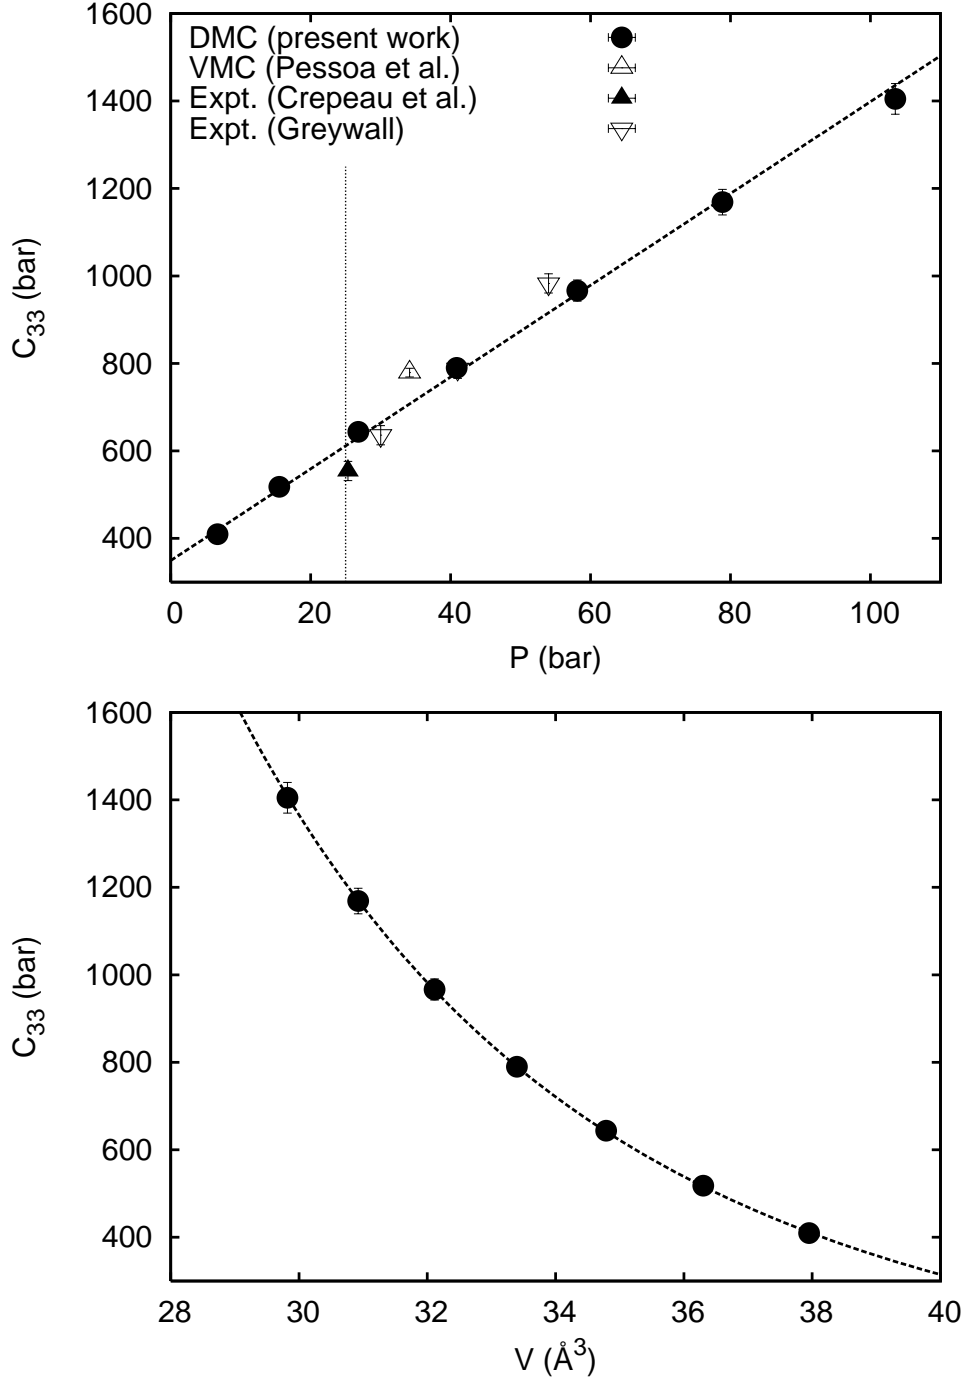 1600
1400
1200
1000
800
600
400
C33 (bar)
DMC (present work)
VMC (Pessoa et al.)
Expt. (Crepeau et al.)
Expt. (Greywall)
0 20 40 60 80 100
P (bar)
1600
1400
1200
1000
800
600
400
C33 (bar)
28 30 32 34 36 38 40
V (Å3)